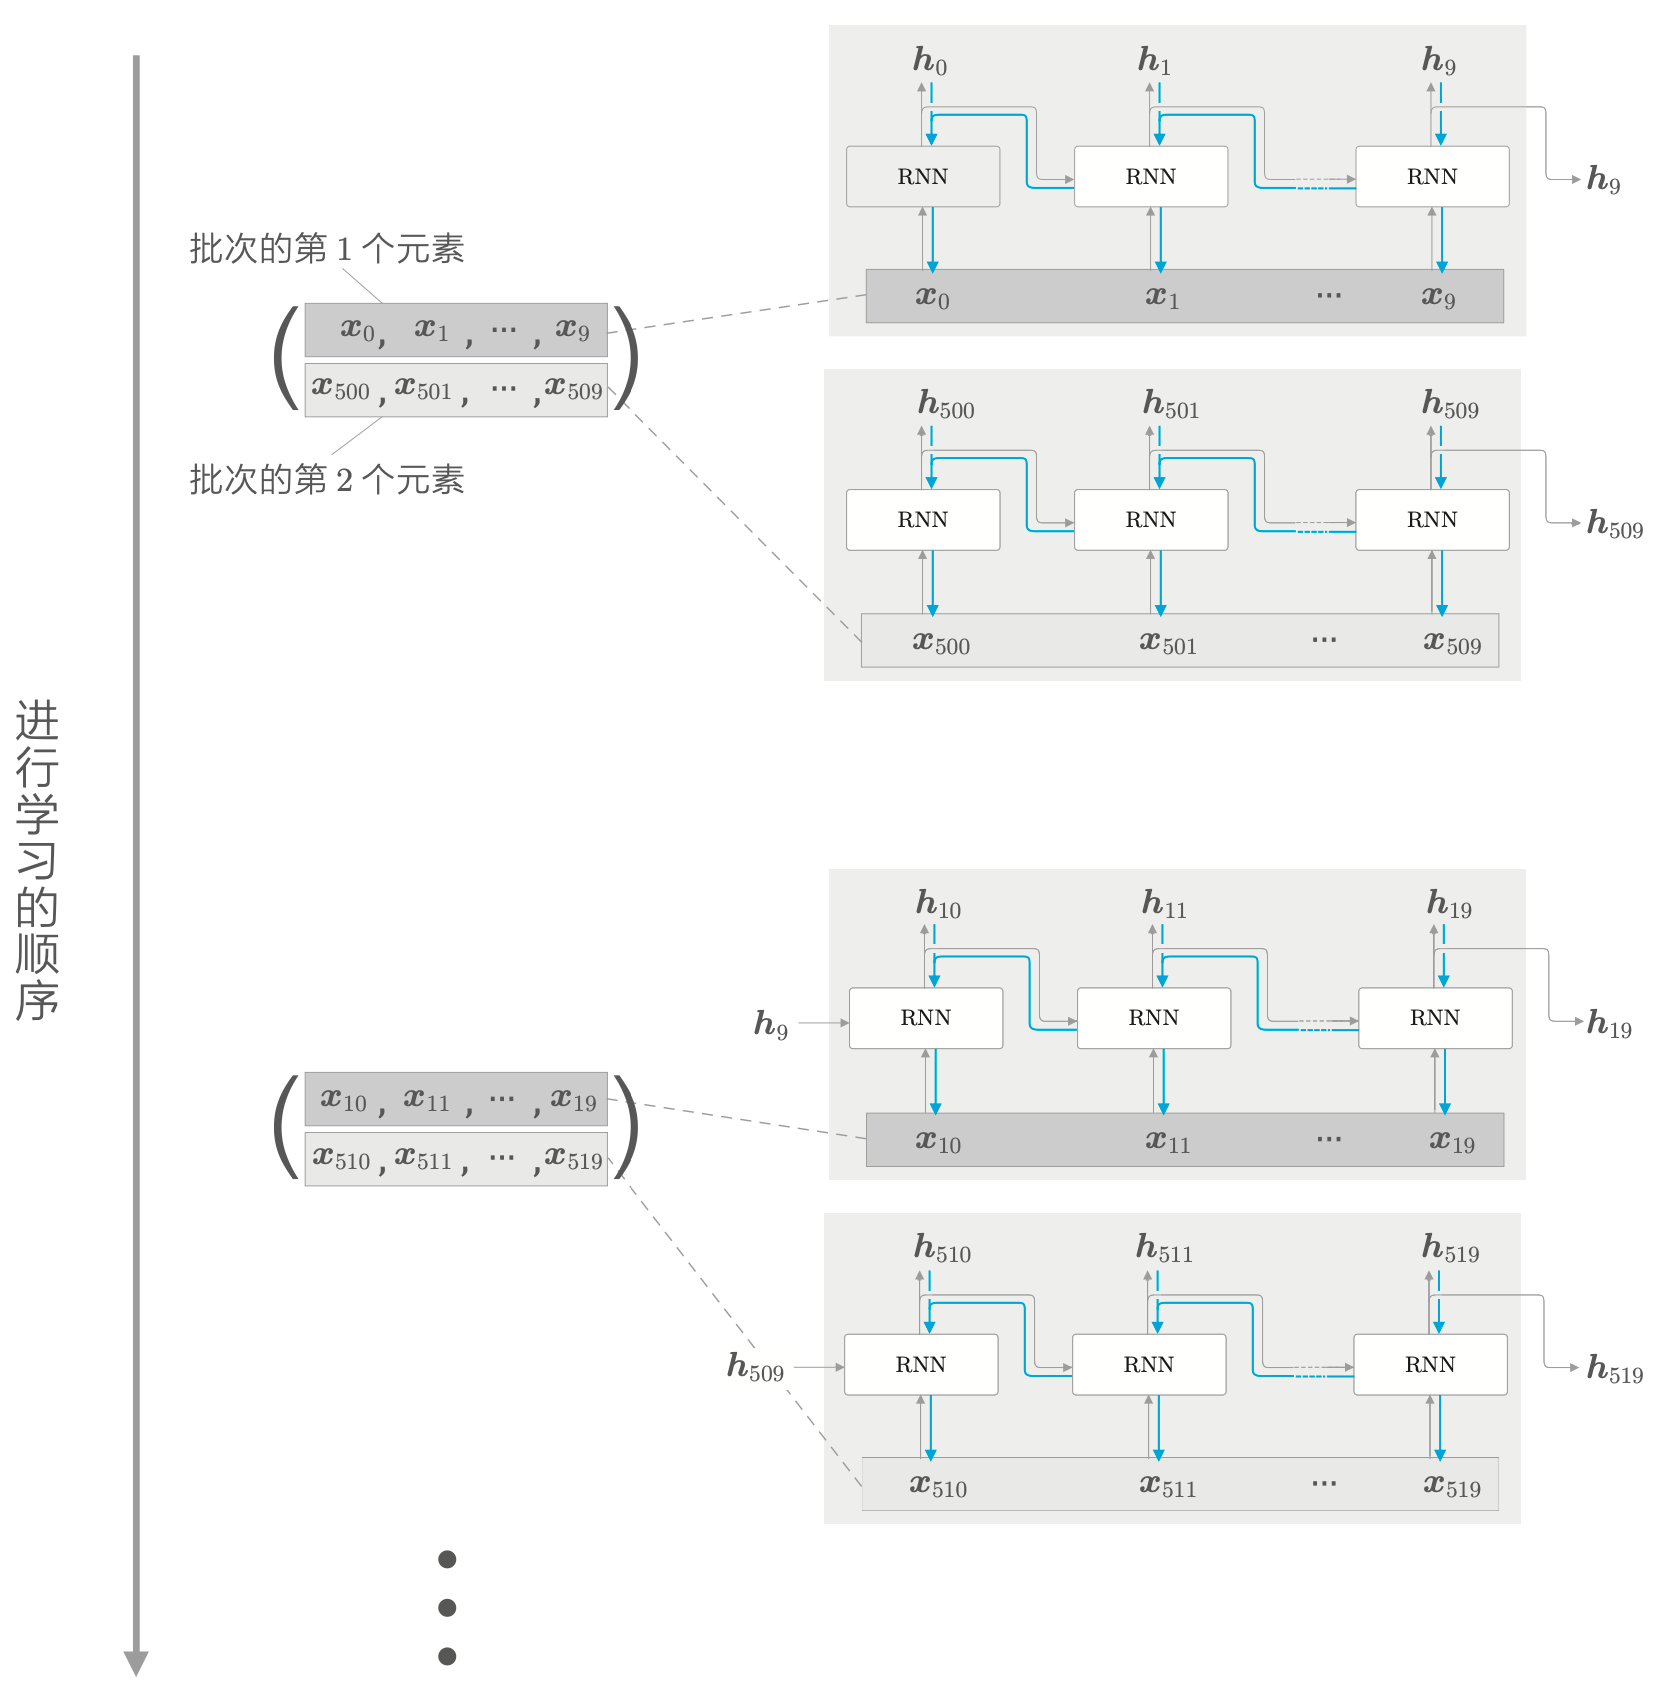 进行学习的顺序
批次的第 1 个元素
( x₀, x₁, ⋯, x₉
x₅₀₀, x₅₀₁, ⋯, x₅₀₉ )
批次的第 2 个元素
h₀ h₁ h₉
RNN RNN RNN h₉
x₀ x₁ ⋯ x₉
h₅₀₀ h₅₀₁ h₅₀₉
RNN RNN RNN h₅₀₉
x₅₀₀ x₅₀₁ ⋯ x₅₀₉
( x₁₀, x₁₁, ⋯, x₁₉
x₅₁₀, x₅₁₁, ⋯, x₅₁₉ )
h₁₀ h₁₁ h₁₉
h₉ RNN RNN RNN h₁₉
x₁₀ x₁₁ ⋯ x₁₉
h₅₁₀ h₅₁₁ h₅₁₉
h₅₀₉ RNN RNN RNN h₅₁₉
x₅₁₀ x₅₁₁ ⋯ x₅₁₉